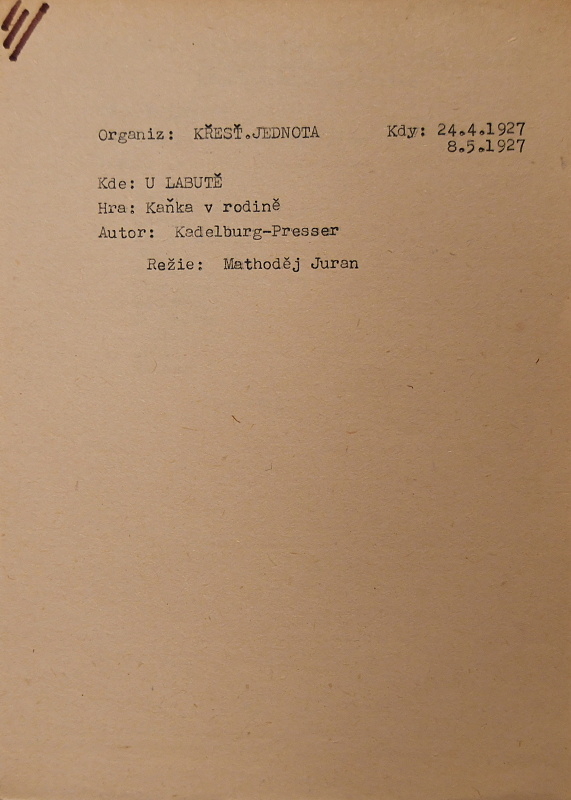 Organiz: KŘESŤ.JEDNOTA Kdy: 24.4.1927
8.5.1927
Kde: U LABUTĚ
Hra: Kaňka v rodině
Autor: Kadelburg-Presser
Režie: Mathoděj Juran